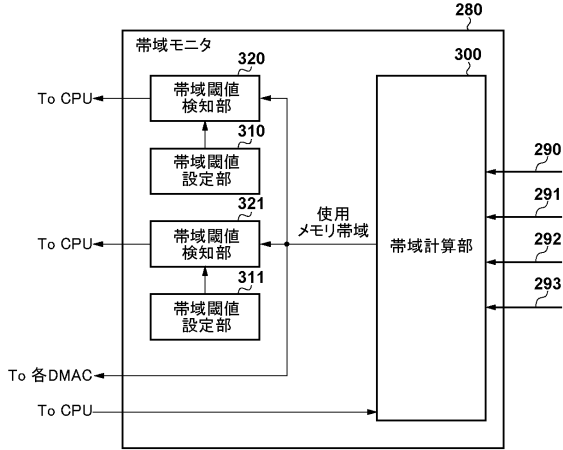 280
帯域モニタ
320
300
To CPU
帯域閾値
検知部
310
帯域閾値
設定部
290
321
使用
メモリ帯域
291
To CPU
帯域閾値
検知部
帯域計算部
292
311
293
帯域閾値
設定部
To 各DMAC
To CPU